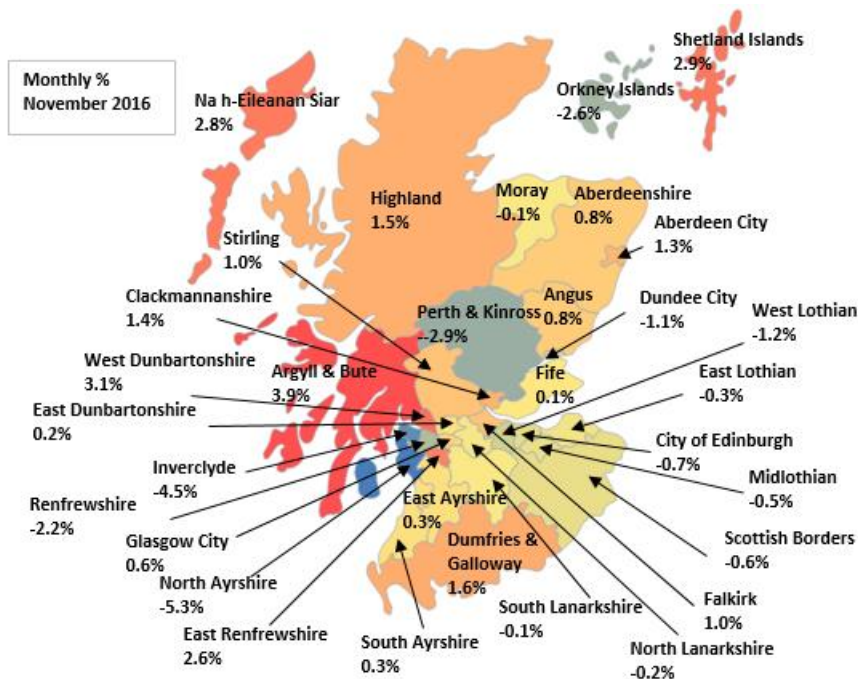 Monthly %
November 2016
Shetland Islands
2.9%
Orkney Islands
-2.6%
Na h-Eileanan Siar
2.8%
Highland
1.5%
Moray
-0.1%
Aberdeenshire
0.8%
Aberdeen City
1.3%
Stirling
1.0%
Clackmannanshire
1.4%
Perth & Kinross
--2.9%
Angus
0.8%
Dundee City
-1.1%
West Lothian
-1.2%
West Dunbartonshire
3.1%
Argyll & Bute
3.9%
Fife
0.1%
East Lothian
-0.3%
East Dunbartonshire
0.2%
City of Edinburgh
-0.7%
Inverclyde
-4.5%
Midlothian
-0.5%
Renfrewshire
-2.2%
East Ayrshire
0.3%
Scottish Borders
-0.6%
Glasgow City
0.6%
Dumfries &
Galloway
1.6%
North Ayrshire
-5.3%
South Lanarkshire
-0.1%
Falkirk
1.0%
East Renfrewshire
2.6%
South Ayrshire
0.3%
North Lanarkshire
-0.2%